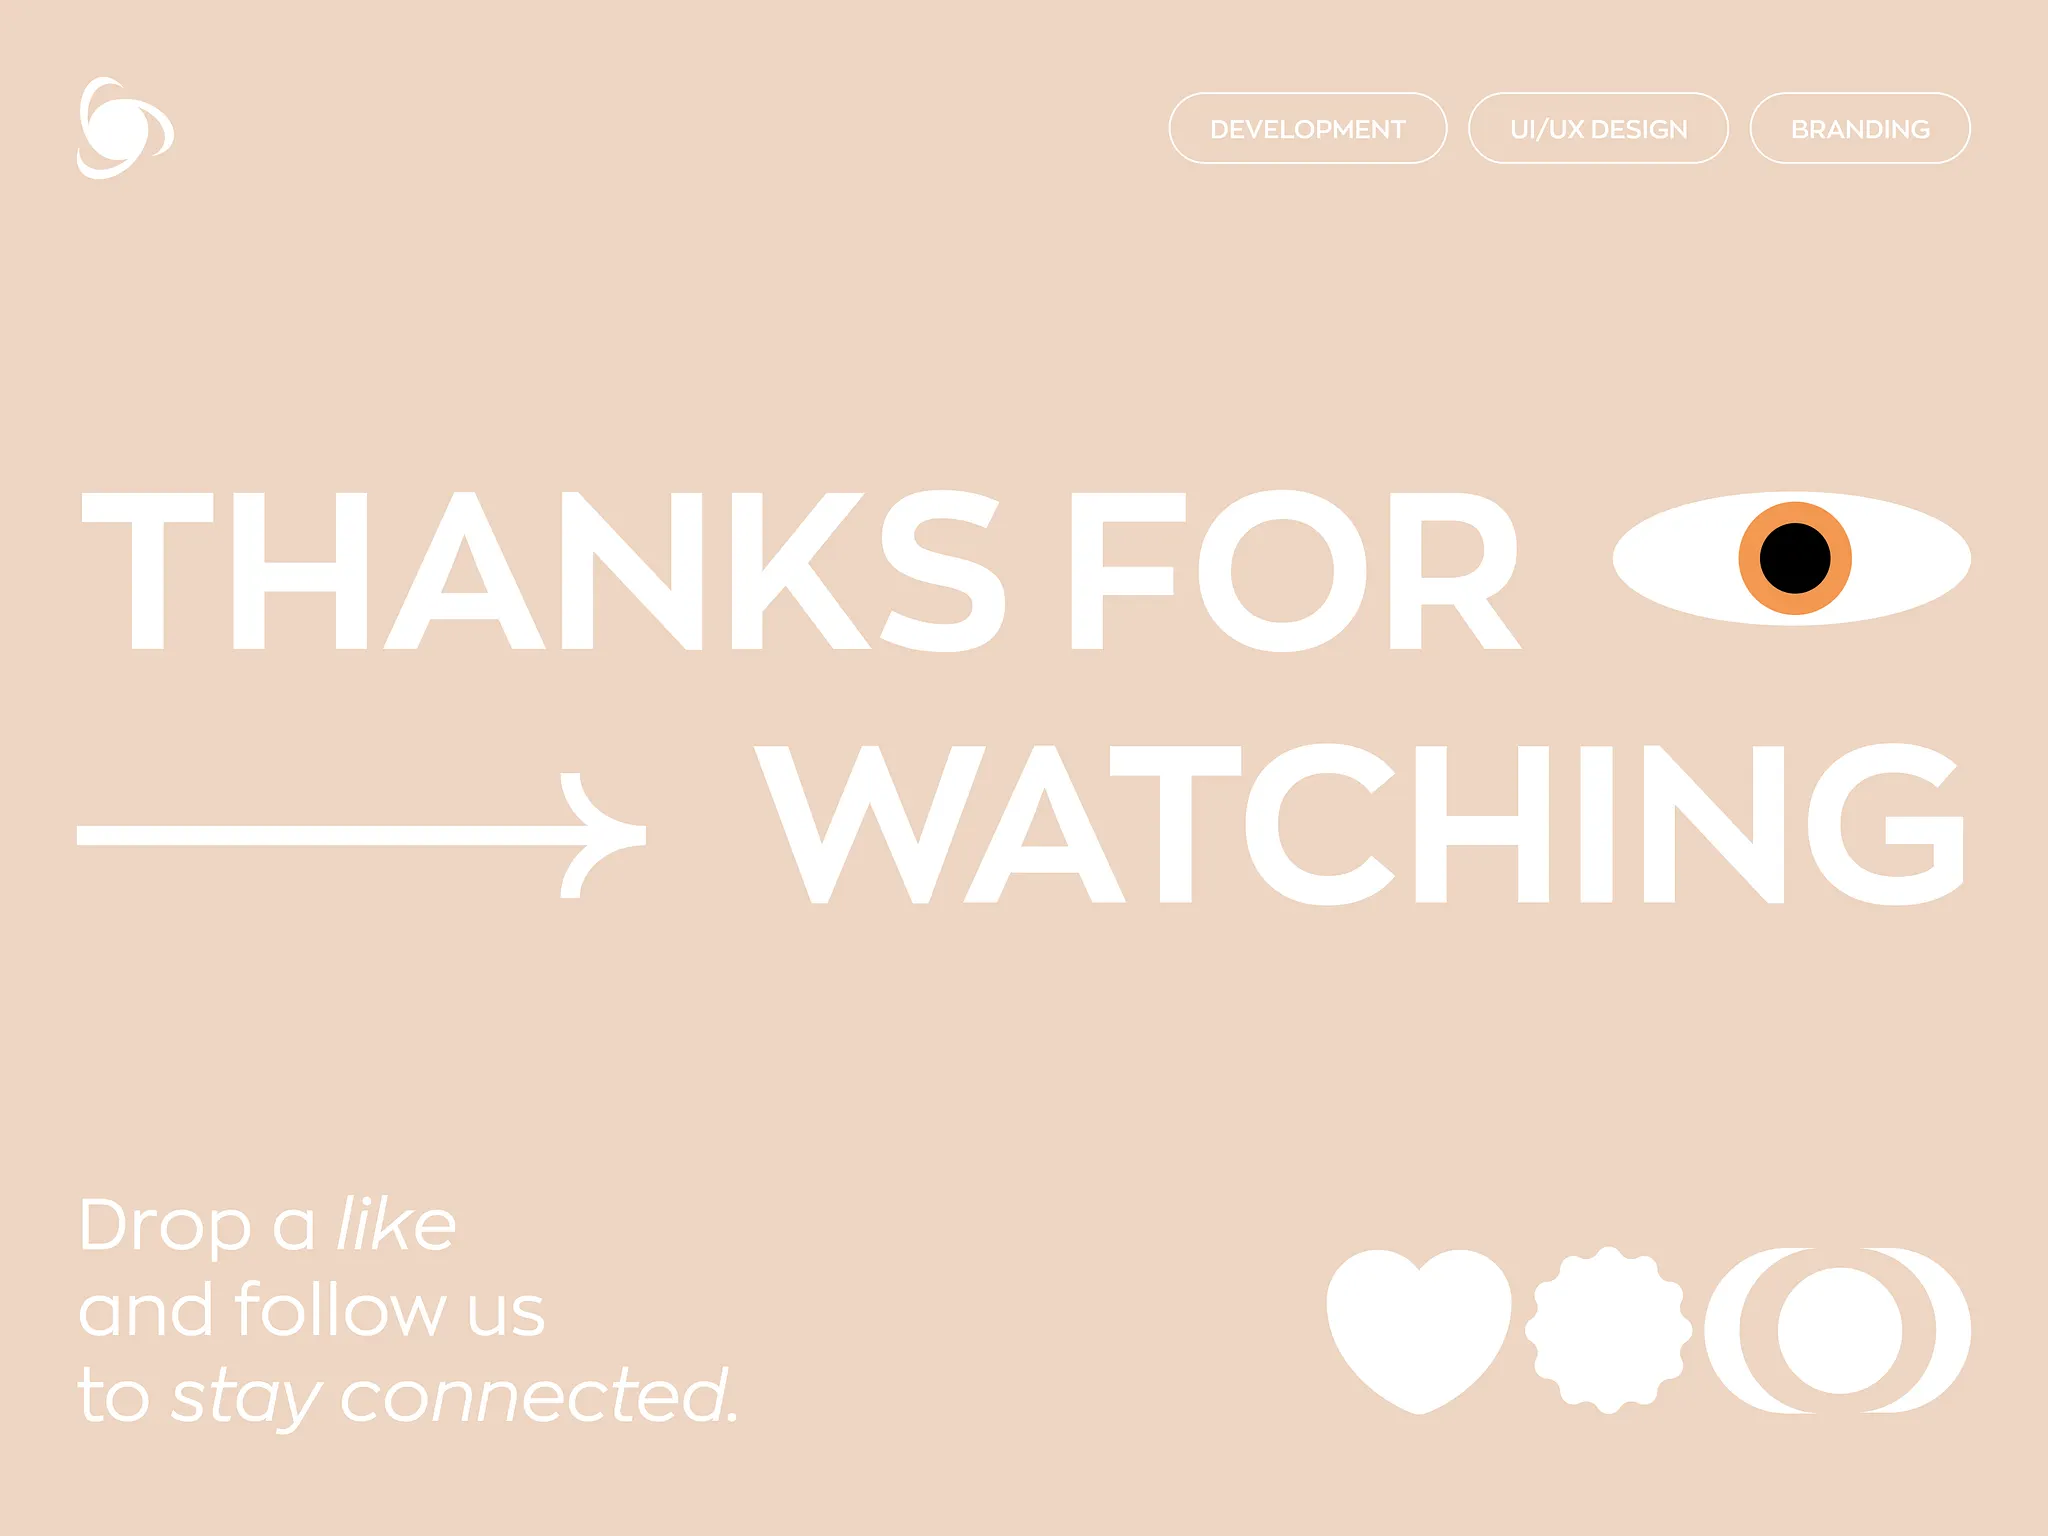 DEVELOPMENT
UI/UX DESIGN
BRANDING
THANKS FOR
WATCHING
Drop a like
and follow us
to stay connected.